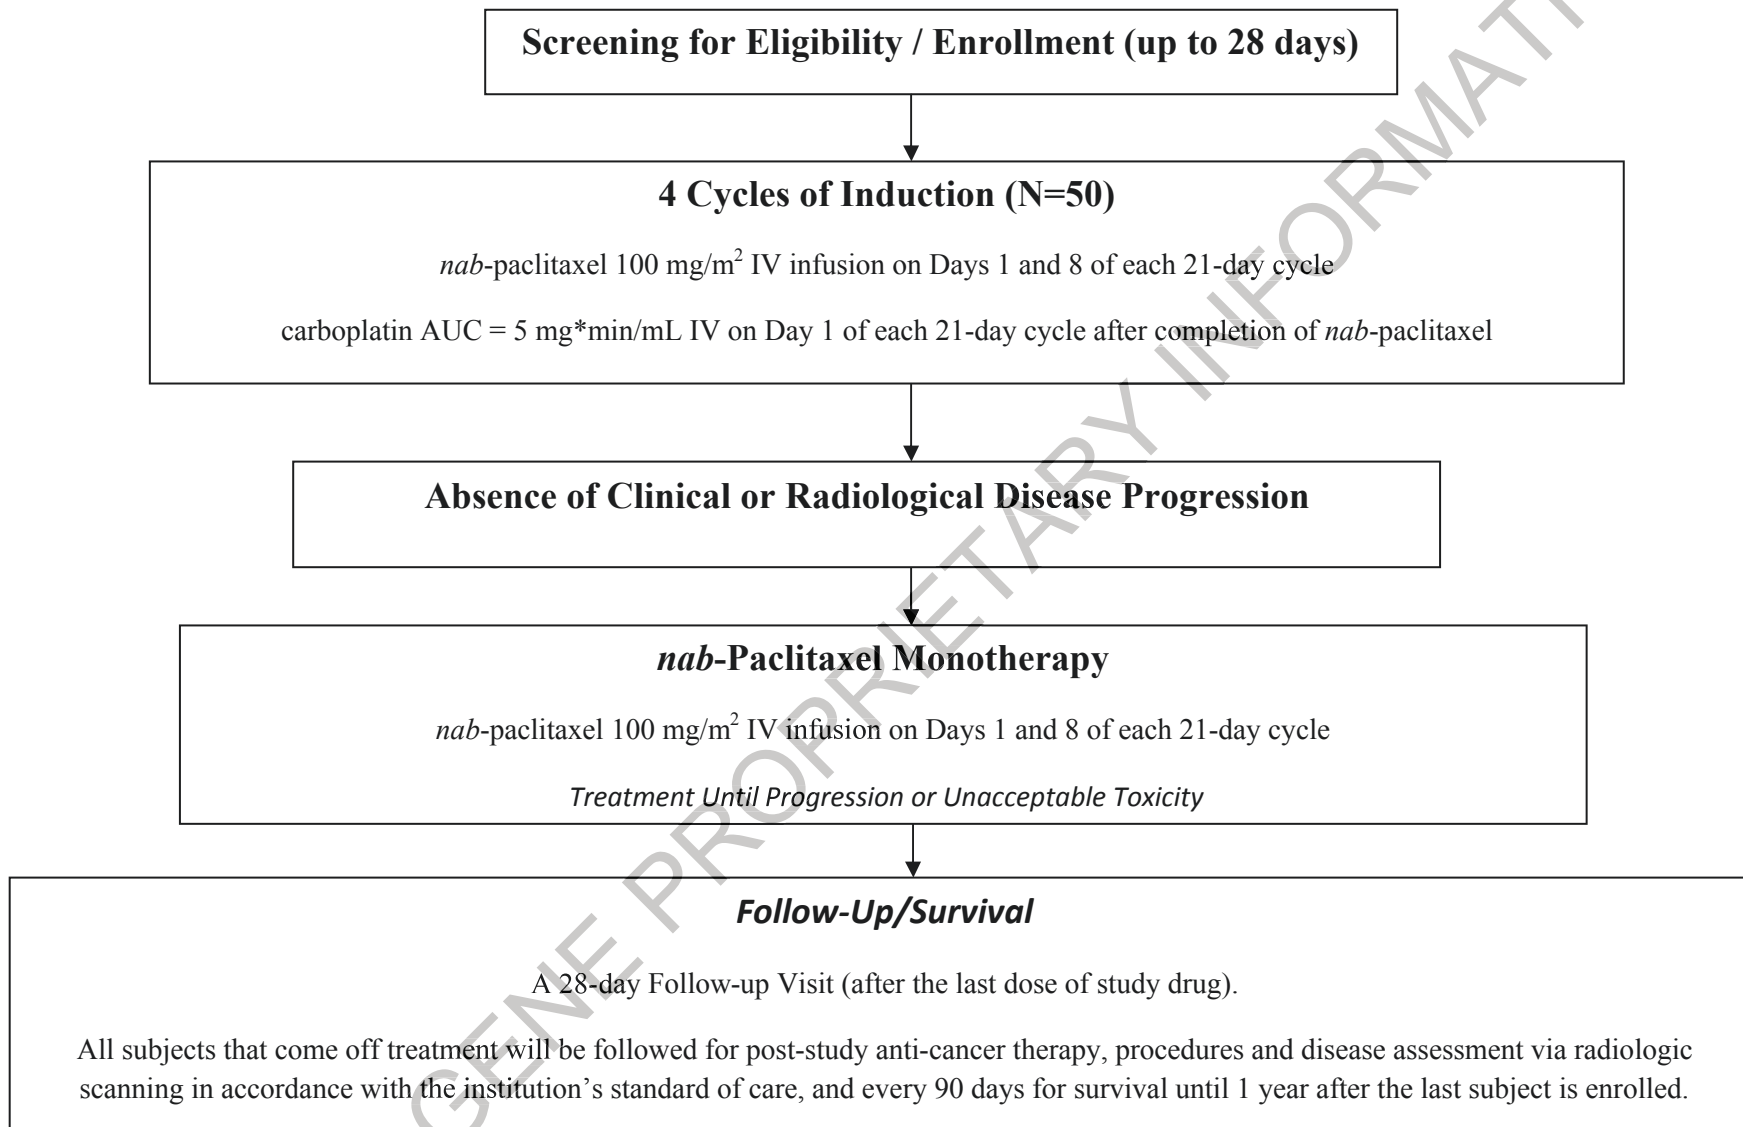 Screening for Eligibility / Enrollment (up to 28 days)
4 Cycles of Induction (N=50)
nab-paclitaxel 100 mg/m² IV infusion on Days 1 and 8 of each 21-day cycle
carboplatin AUC = 5 mg*min/mL IV on Day 1 of each 21-day cycle after completion of nab-paclitaxel
Absence of Clinical or Radiological Disease Progression
nab-Paclitaxel Monotherapy
nab-paclitaxel 100 mg/m² IV infusion on Days 1 and 8 of each 21-day cycle
Treatment Until Progression or Unacceptable Toxicity
Follow-Up/Survival
A 28-day Follow-up Visit (after the last dose of study drug).
All subjects that come off treatment will be followed for post-study anti-cancer therapy, procedures and disease assessment via radiologic
scanning in accordance with the institution’s standard of care, and every 90 days for survival until 1 year after the last subject is enrolled.
GENE PROPRIETARY INFORMATI